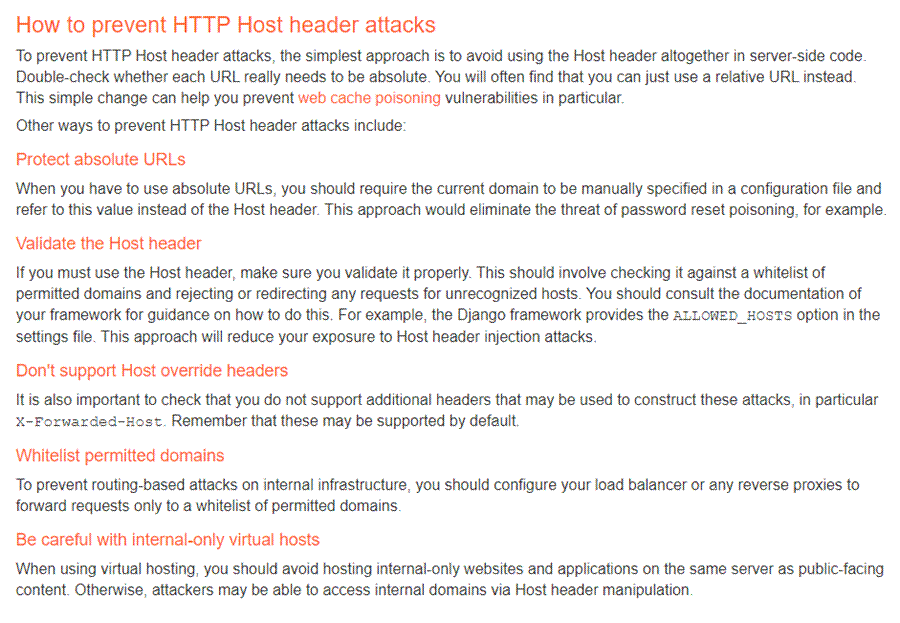 How to prevent HTTP Host header attacks
To prevent HTTP Host header attacks, the simplest approach is to avoid using the Host header altogether in server-side code.
Double-check whether each URL really needs to be absolute. You will often find that you can just use a relative URL instead.
This simple change can help you prevent web cache poisoning vulnerabilities in particular.
Other ways to prevent HTTP Host header attacks include:
Protect absolute URLs
When you have to use absolute URLs, you should require the current domain to be manually specified in a configuration file and
refer to this value instead of the Host header. This approach would eliminate the threat of password reset poisoning, for example.
Validate the Host header
If you must use the Host header, make sure you validate it properly. This should involve checking it against a whitelist of
permitted domains and rejecting or redirecting any requests for unrecognized hosts. You should consult the documentation of
your framework for guidance on how to do this. For example, the Django framework provides the ALLOWED_HOSTS option in the
settings file. This approach will reduce your exposure to Host header injection attacks.
Don't support Host override headers
It is also important to check that you do not support additional headers that may be used to construct these attacks, in particular
X-Forwarded-Host. Remember that these may be supported by default.
Whitelist permitted domains
To prevent routing-based attacks on internal infrastructure, you should configure your load balancer or any reverse proxies to
forward requests only to a whitelist of permitted domains.
Be careful with internal-only virtual hosts
When using virtual hosting, you should avoid hosting internal-only websites and applications on the same server as public-facing
content. Otherwise, attackers may be able to access internal domains via Host header manipulation.